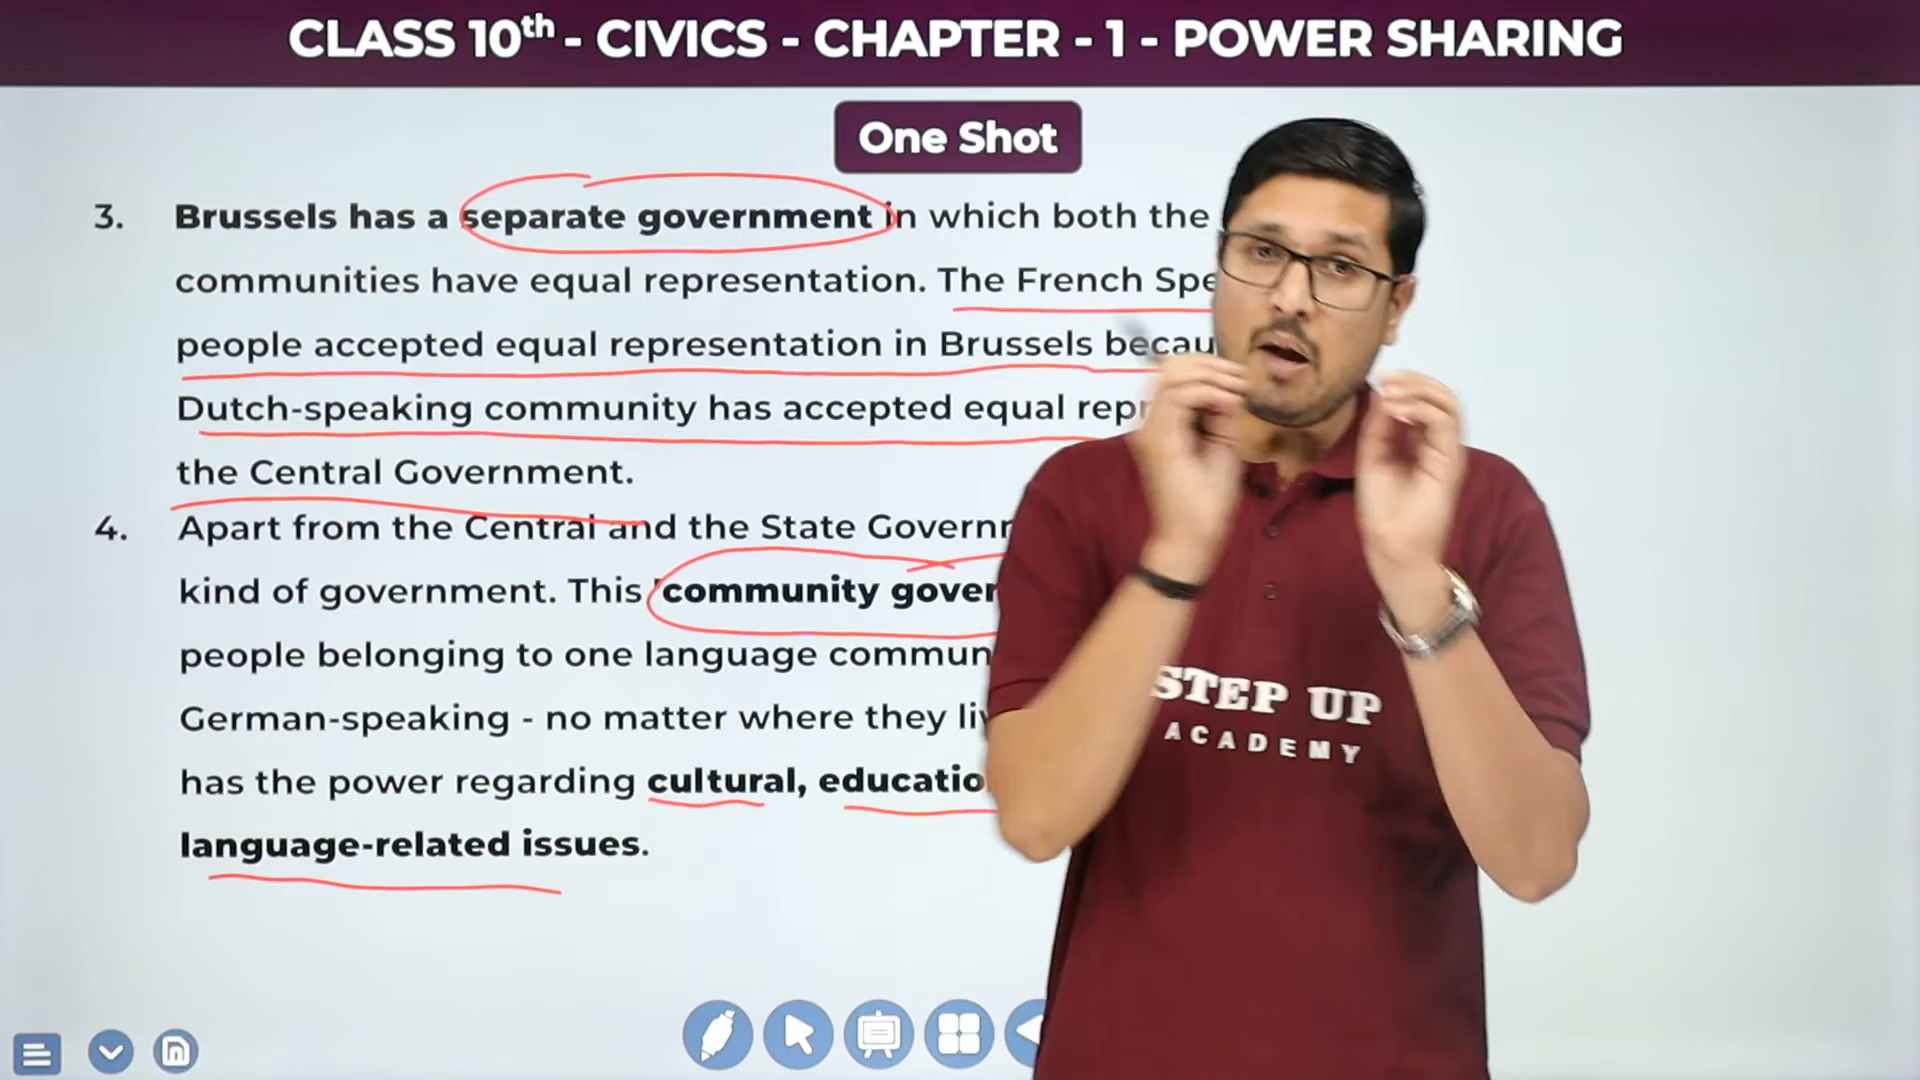 CLASS 10th - CIVICS - CHAPTER - 1 - POWER SHARING
One Shot
3. Brussels has a separate government in which both the
communities have equal representation. The French Spe
people accepted equal representation in Brussels becau
Dutch-speaking community has accepted equal repr
the Central Government.
4. Apart from the Central and the State Governm
kind of government. This 'community gover
people belonging to one language commun
German-speaking - no matter where they liv
has the power regarding cultural, educatio
language-related issues.
STEP UP
ACADEMY